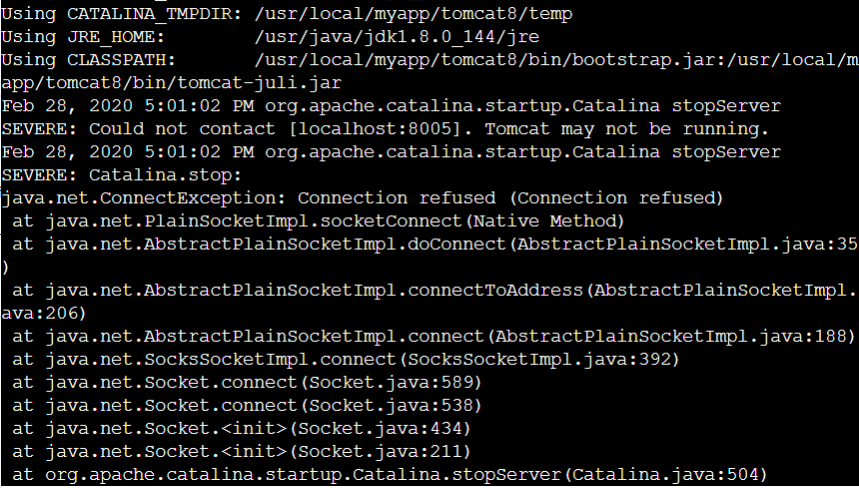 Using CATALINA_TMPDIR: /usr/local/myapp/tomcat8/temp
Using JRE_HOME:        /usr/java/jdk1.8.0_144/jre
Using CLASSPATH:       /usr/local/myapp/tomcat8/bin/bootstrap.jar:/usr/local/m
app/tomcat8/bin/tomcat-juli.jar
Feb 28, 2020 5:01:02 PM org.apache.catalina.startup.Catalina stopServer
SEVERE: Could not contact [localhost:8005]. Tomcat may not be running.
Feb 28, 2020 5:01:02 PM org.apache.catalina.startup.Catalina stopServer
SEVERE: Catalina.stop:
java.net.ConnectException: Connection refused (Connection refused)
 at java.net.PlainSocketImpl.socketConnect(Native Method)
 at java.net.AbstractPlainSocketImpl.doConnect(AbstractPlainSocketImpl.java:35
)
 at java.net.AbstractPlainSocketImpl.connectToAddress(AbstractPlainSocketImpl.
ava:206)
 at java.net.AbstractPlainSocketImpl.connect(AbstractPlainSocketImpl.java:188)
 at java.net.SocksSocketImpl.connect(SocksSocketImpl.java:392)
 at java.net.Socket.connect(Socket.java:589)
 at java.net.Socket.connect(Socket.java:538)
 at java.net.Socket.<init>(Socket.java:434)
 at java.net.Socket.<init>(Socket.java:211)
 at org.apache.catalina.startup.Catalina.stopServer(Catalina.java:504)